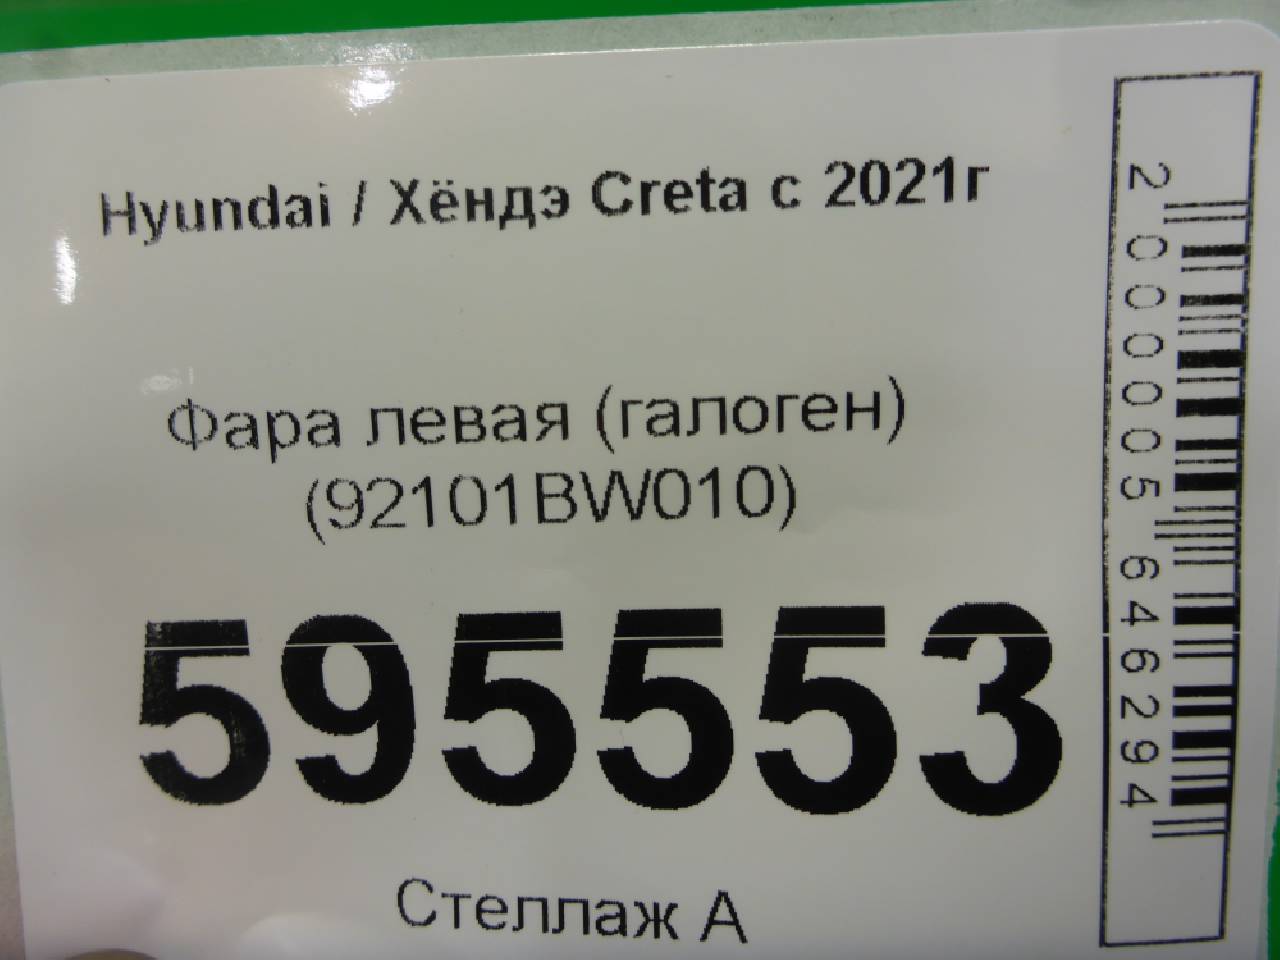 Hyundai / Хёндэ Creta с 2021г
Фара левая (галоген)
(92101BW010)
595553
Стеллаж А
2000005646294